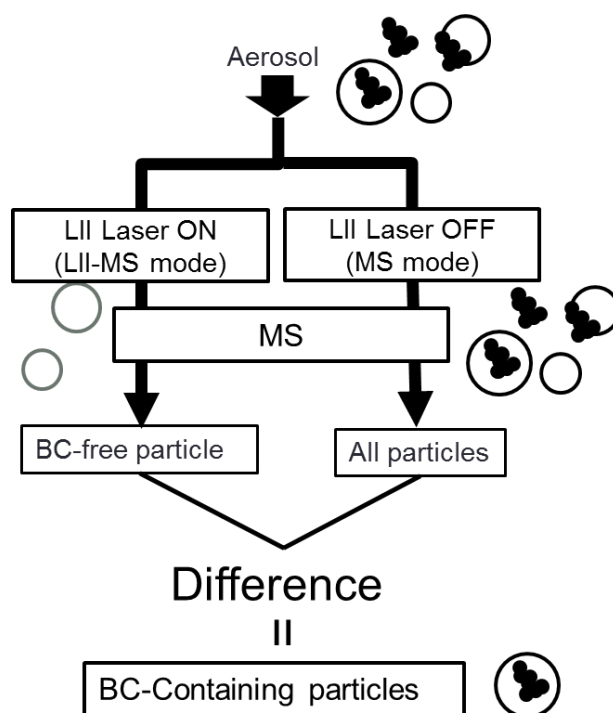 Aerosol
LII Laser ON
(LII-MS mode)
LII Laser OFF
(MS mode)
MS
BC-free particle
All particles
Difference
=
BC-Containing particles